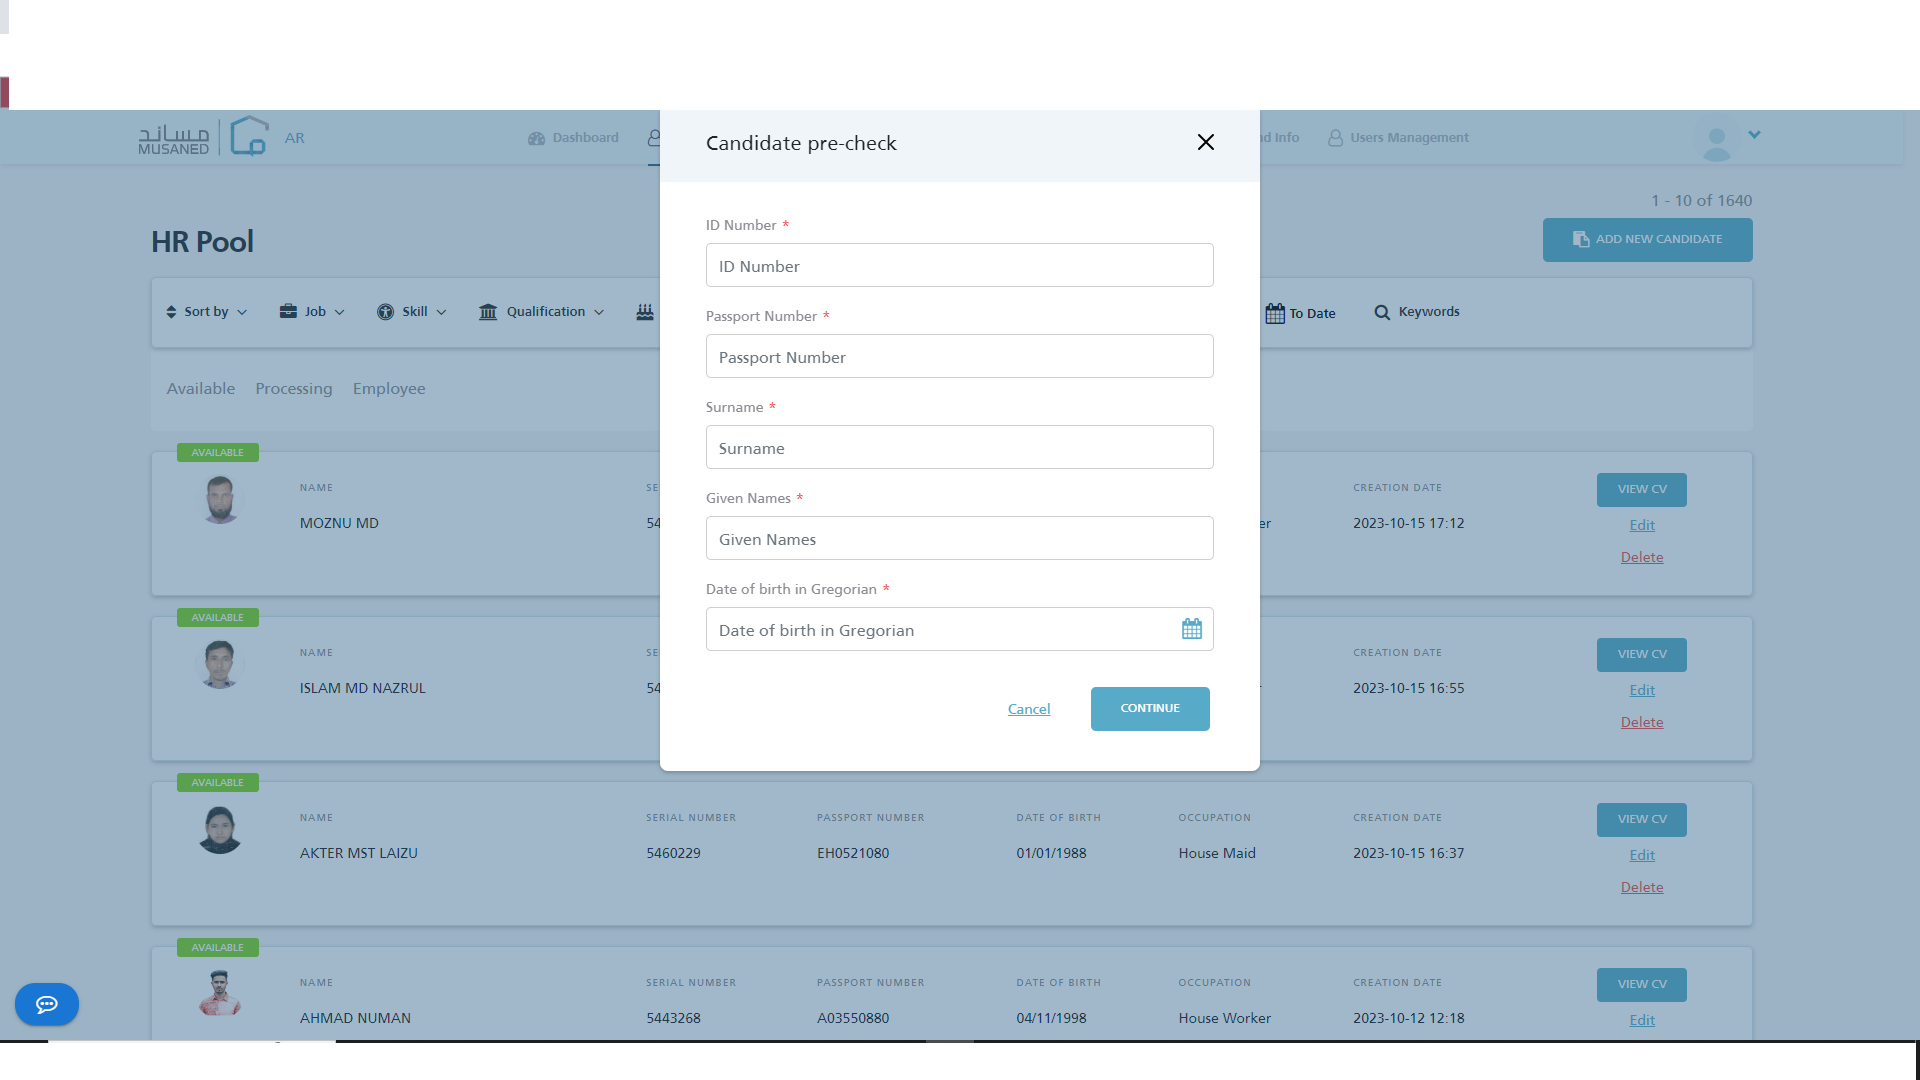 مساند
MUSANED
AR
Dashboard
nd Info
Users Management
Candidate pre-check
1 - 10 of 1640
HR Pool
ADD NEW CANDIDATE
ID Number *
ID Number
Sort by
Job
Skill
Qualification
To Date
Keywords
Passport Number *
Passport Number
Available
Processing
Employee
Surname *
Surname
AVAILABLE
NAME
SE
CREATION DATE
VIEW CV
MOZNU MD
54
er
2023-10-15 17:12
Edit
Delete
Given Names *
Given Names
Date of birth in Gregorian *
Date of birth in Gregorian
AVAILABLE
NAME
SE
CREATION DATE
VIEW CV
ISLAM MD NAZRUL
54
2023-10-15 16:55
Edit
Delete
Cancel
CONTINUE
AVAILABLE
NAME
SERIAL NUMBER
PASSPORT NUMBER
DATE OF BIRTH
OCCUPATION
CREATION DATE
VIEW CV
AKTER MST LAIZU
5460229
EH0521080
01/01/1988
House Maid
2023-10-15 16:37
Edit
Delete
AVAILABLE
NAME
SERIAL NUMBER
PASSPORT NUMBER
DATE OF BIRTH
OCCUPATION
CREATION DATE
VIEW CV
AHMAD NUMAN
5443268
A03550880
04/11/1998
House Worker
2023-10-12 12:18
Edit